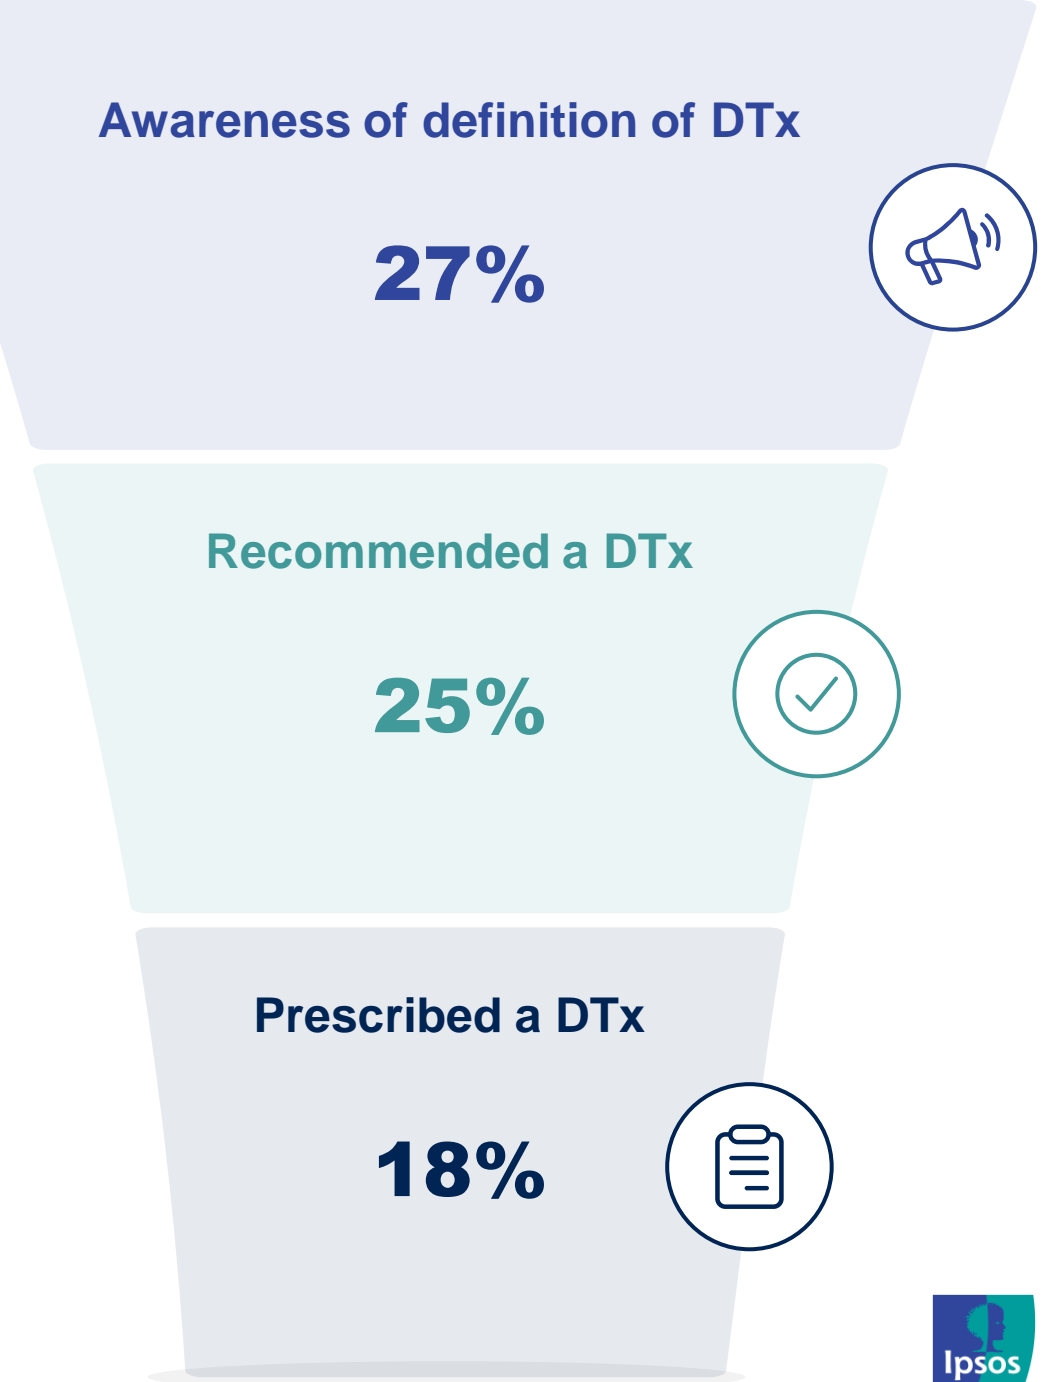 Awareness of definition of DTx
27%
Recommended a DTx
25%
Prescribed a DTx
18%
Ipsos